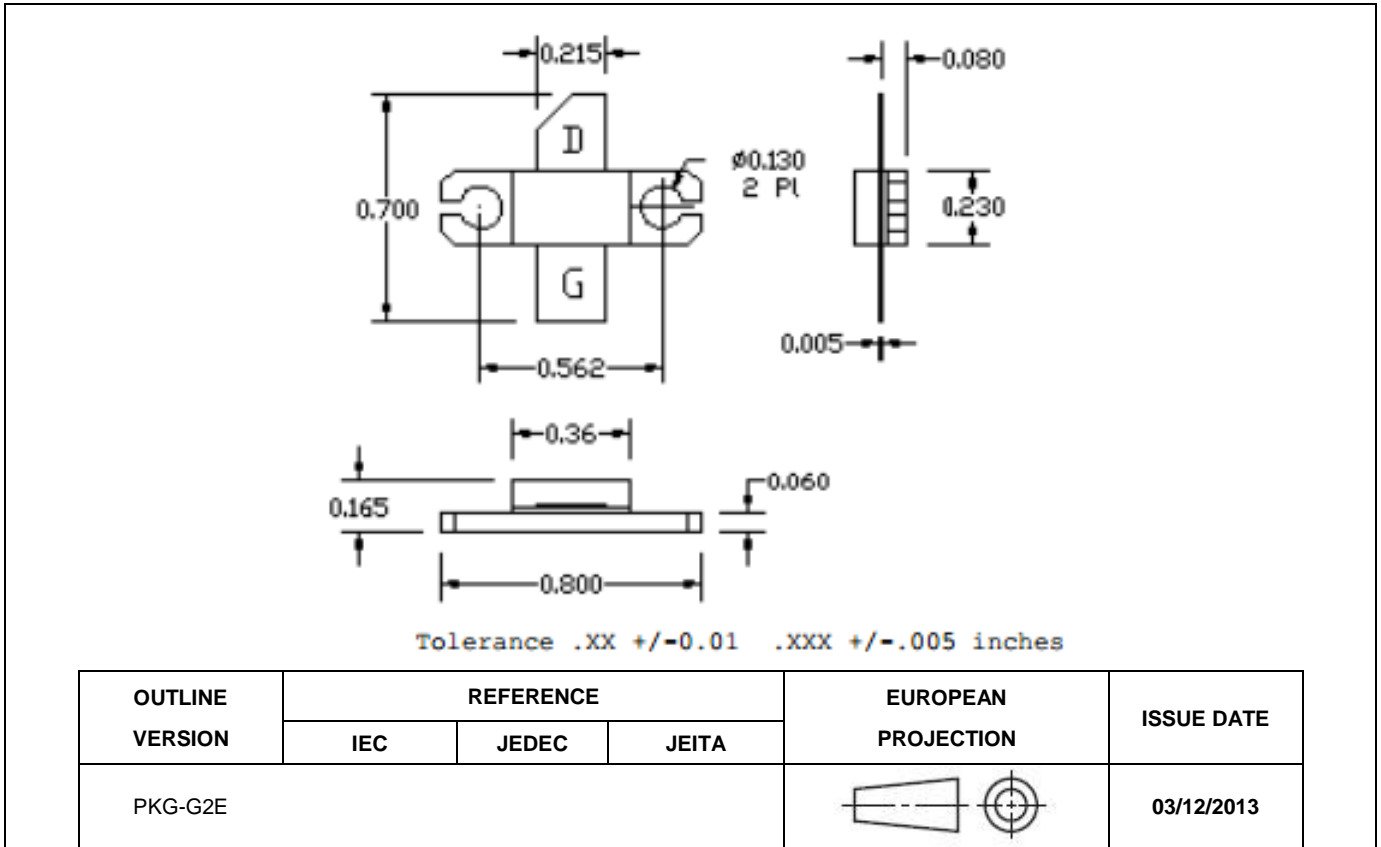 0.215
0.080
D
ø0.130
2 Pl
0.700
0.230
G
0.005
0.562
0.36
0.060
0.165
0.800
Tolerance .XX +/-0.01 .XXX +/-.005 inches
OUTLINE VERSION
REFERENCE
EUROPEAN PROJECTION
ISSUE DATE
IEC
JEDEC
JEITA
PKG-G2E
03/12/2013